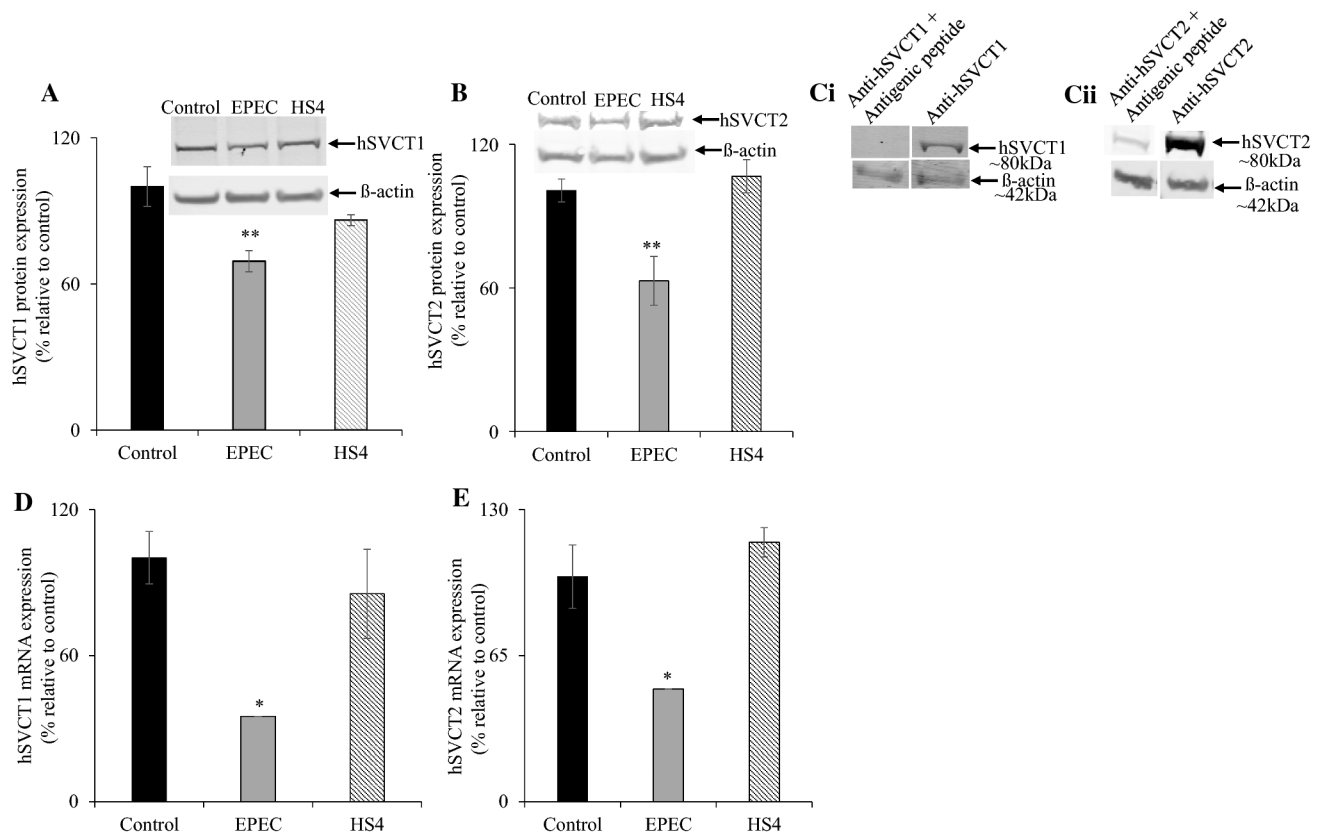 A
Control EPEC HS4
hSVCT1
ß-actin
120
60
0
hSVCT1 protein expression
(% relative to control)
Control EPEC HS4
B
Control EPEC HS4
hSVCT2
ß-actin
120
60
0
hSVCT2 protein expression
(% relative to control)
**
**
Control EPEC HS4
Ci
Anti-hSVCT1 +
Antigenic peptide
Anti-hSVCT1
hSVCT1
~80kDa
ß-actin
~42kDa
Cii
Anti-hSVCT2 +
Antigenic peptide
Anti-hSVCT2
hSVCT2
~80kDa
ß-actin
~42kDa
D
120
60
0
hSVCT1 mRNA expression
(% relative to control)
*
Control EPEC HS4
E
130
65
0
hSVCT2 mRNA expression
(% relative to control)
*
Control EPEC HS4